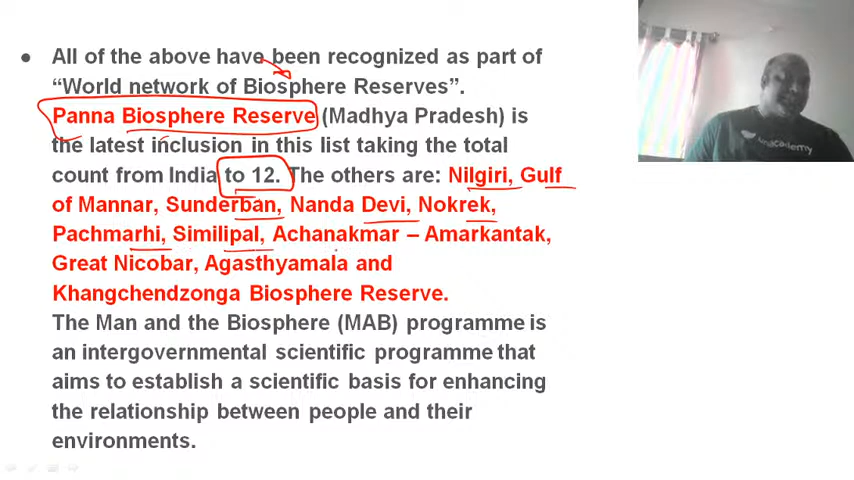 ● All of the above have been recognized as part of
“World network of Biosphere Reserves”.
Panna Biosphere Reserve (Madhya Pradesh) is
the latest inclusion in this list taking the total
count from India to 12. The others are: Nilgiri, Gulf
of Mannar, Sunderban, Nanda Devi, Nokrek,
Pachmarhi, Similipal, Achanakmar – Amarkantak,
Great Nicobar, Agasthyamala and
Khangchendzonga Biosphere Reserve.
The Man and the Biosphere (MAB) programme is
an intergovernmental scientific programme that
aims to establish a scientific basis for enhancing
the relationship between people and their
environments.